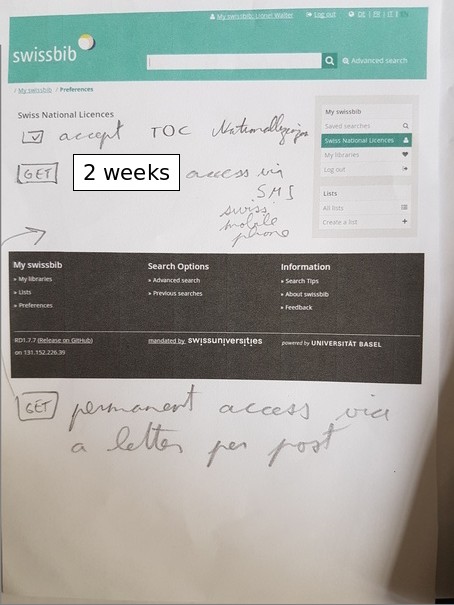 My swissbib: Lionel Walter Log out DE | FR | IT |
swissbib
Advanced search
/ My swissbib / Preferences
Swiss National Licences
accept TOC
GET 2 weeks access via
SMS
swiss
mobile
phone
My swissbib
Saved searches
Swiss National Licences
My libraries
Log out
Lists
All lists
Create a list
My swissbib
» My libraries
» Lists
» Preferences
Search Options
» Advanced search
» Previous searches
Information
» Search Tips
» About swissbib
» Feedback
RD1.7.7 (Release on GitHub)
on 131.152.226.39
mandated by swissuniversities
powered by UNIVERSITÄT BASEL
GET permanent access via
a letter per post